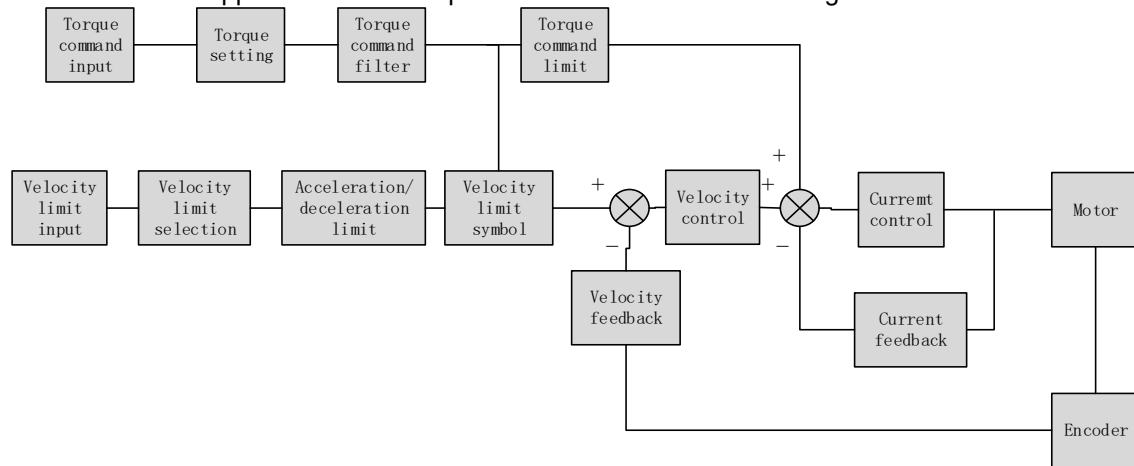 Torque
command
input
Torque
setting
Torque
command
filter
Torque
command
limit
Velocity
limit
input
Velocity
limit
selection
Acceleration/
deceleration
limit
Velocity
limit
symbol
+
−
Velocity
control
+
+
−
Curremt
control
Motor
Velocity
feedback
Current
feedback
Encoder